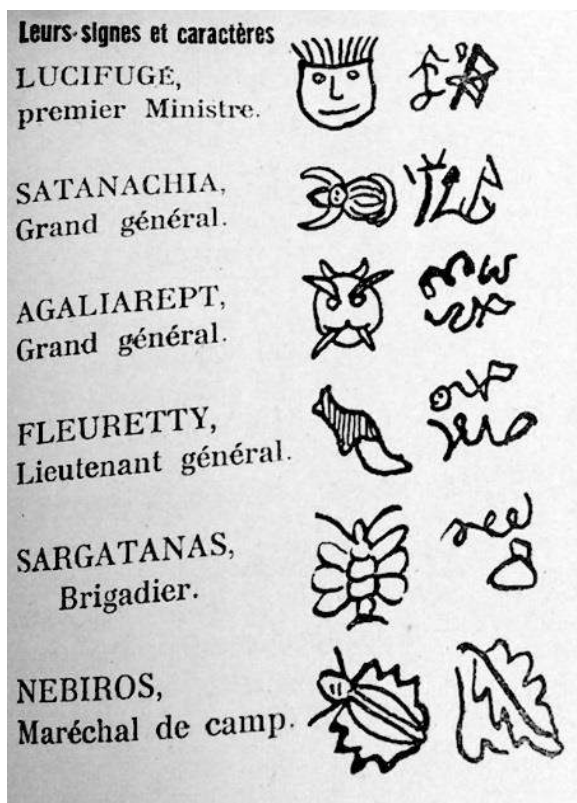 Leurs signes et caractères
LUCIFUGÉ,
premier Ministre.
SATANACHIA,
Grand général.
AGALIAREPT,
Grand général.
FLEURETTY,
Lieutenant général.
SARGATANAS,
Brigadier.
NEBIROS,
Maréchal de camp.